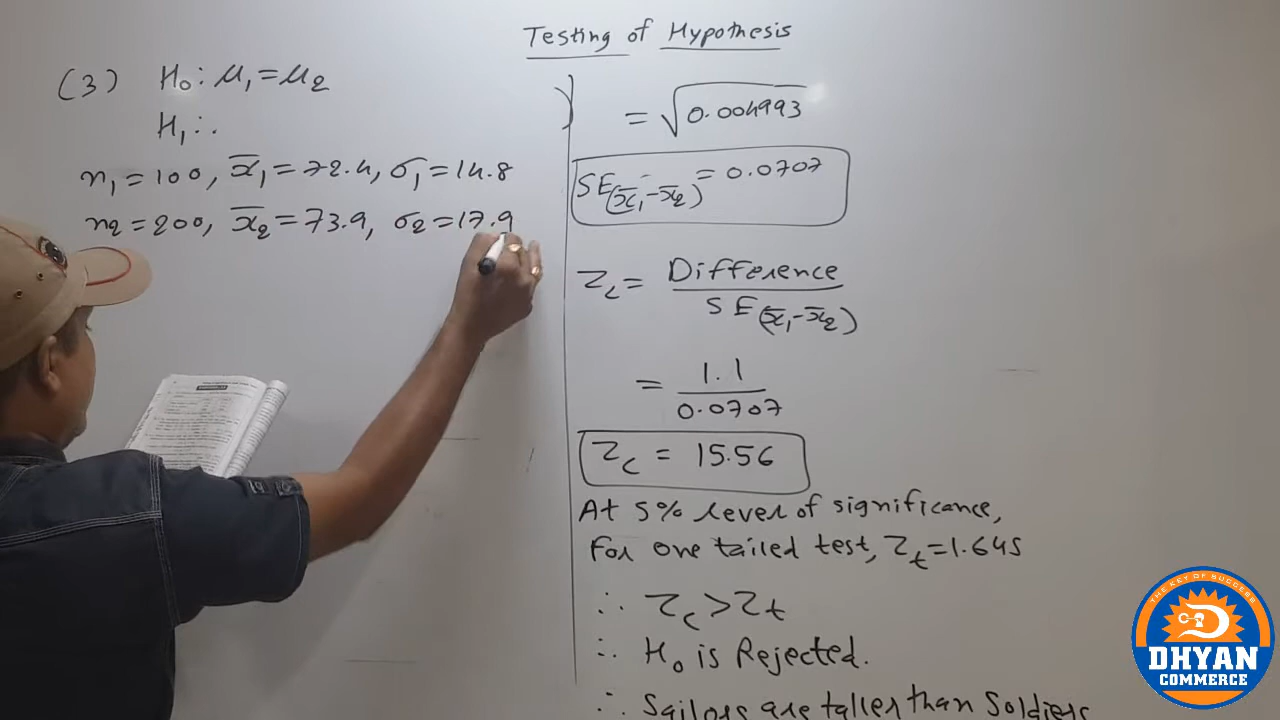 Testing of Hypothesis
(3) H₀: μ₁=μ₂
H₁:
n₁=100, x̄₁=72.4, σ₁=14.8
n₂=200, x̄₂=73.9, σ₂=17.9
= √0.004993
SE(x̄₁-x̄₂) = 0.0707
Zc= Difference / SE(x̄₁-x̄₂)
= 1.1 / 0.0707
Zc = 15.56
At 5% level of significance,
For one tailed test, Zt=1.645
∴ Zc>Zt
∴ H₀ is Rejected.
∴ Sailors are taller than Soldiers
THE KEY OF SUCCESS
DHYAN
COMMERCE